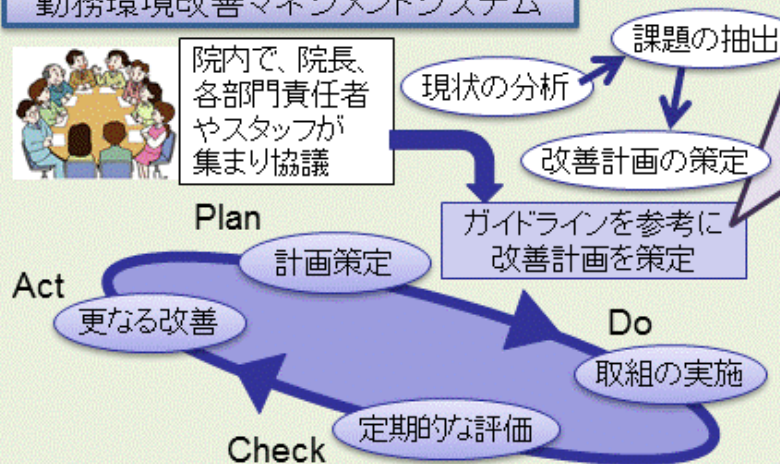 勤務環境改善マネジメントシステム
院内で、院長、
各部門責任者
やスタッフが
集まり協議
現状の分析
課題の抽出
改善計画の策定
ガイドラインを参考に
改善計画を策定
Plan
計画策定
Act
更なる改善
Do
取組の実施
定期的な評価
Check